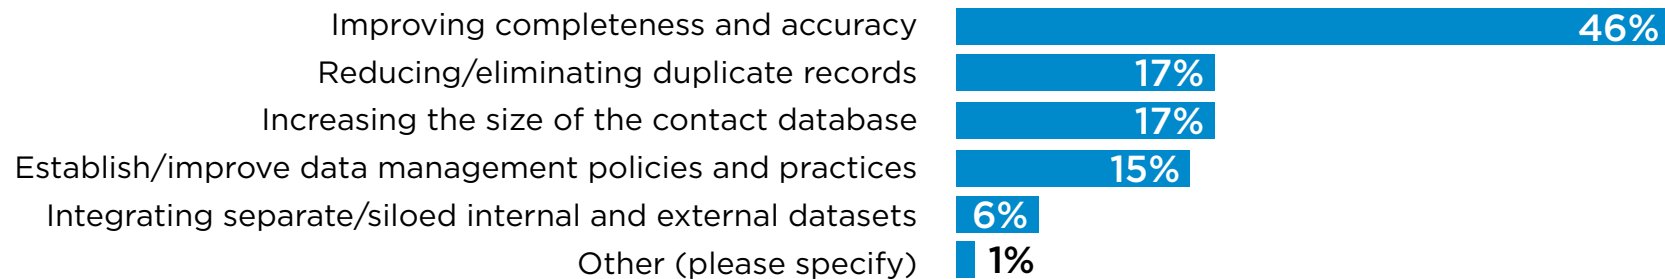 Improving completeness and accuracy 46%
Reducing/eliminating duplicate records 17%
Increasing the size of the contact database 17%
Establish/improve data management policies and practices 15%
Integrating separate/siloed internal and external datasets 6%
Other (please specify) 1%